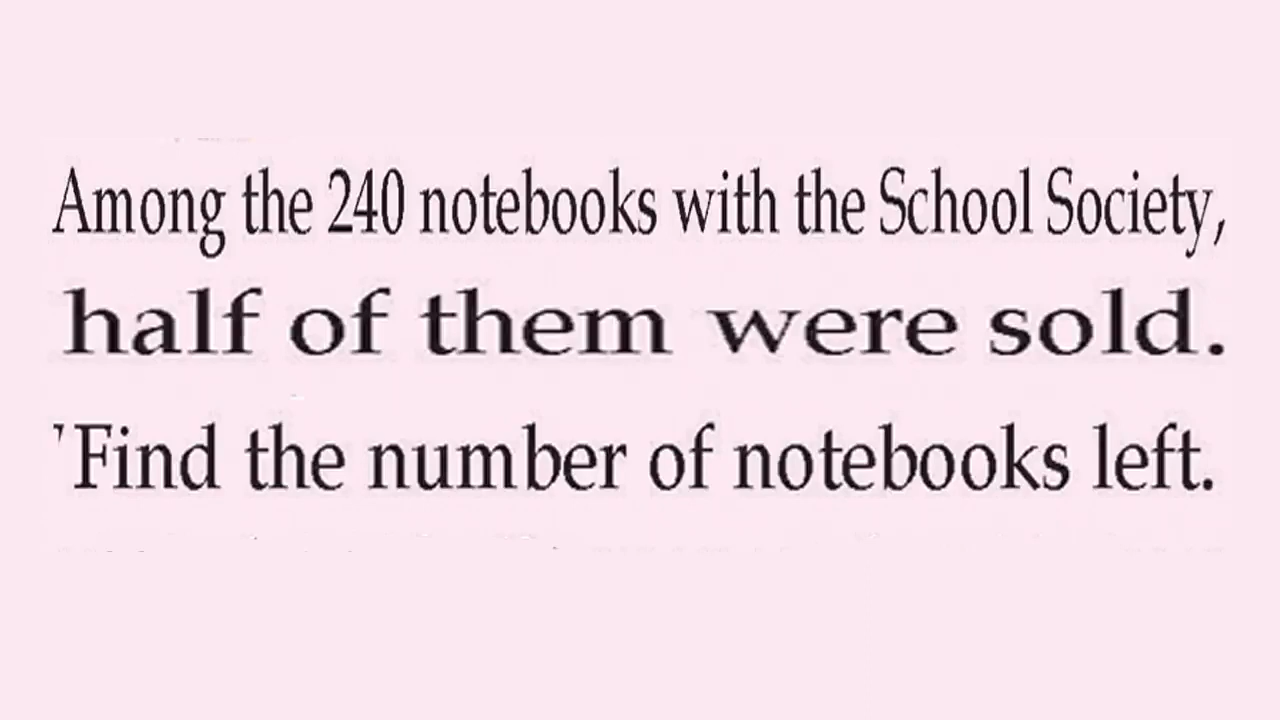 Among the 240 notebooks with the School Society,
half of them were sold.
'Find the number of notebooks left.